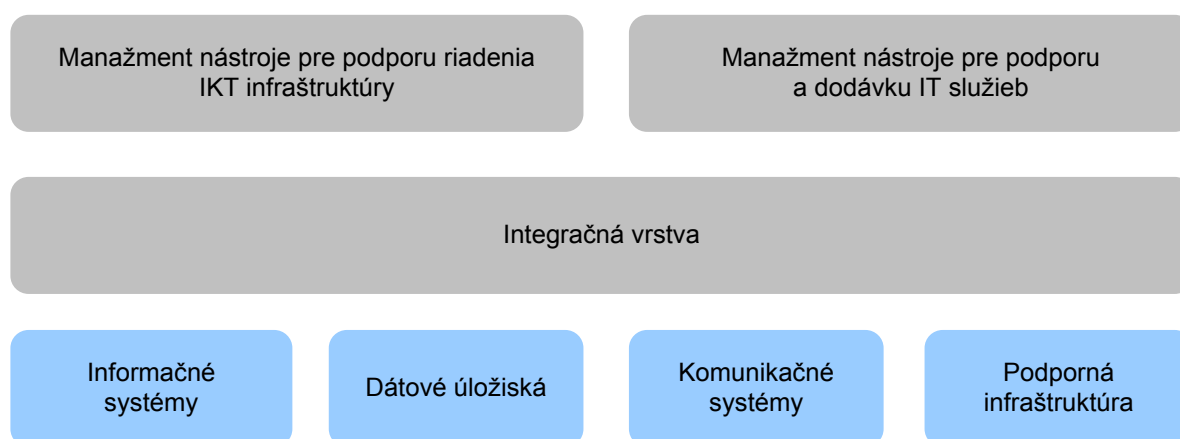 Manažment nástroje pre podporu riadenia
IKT infraštruktúry
Manažment nástroje pre podporu
a dodávku IT služieb
Integračná vrstva
Informačné
systémy
Dátové úložiská
Komunikačné
systémy
Podporná
infraštruktúra